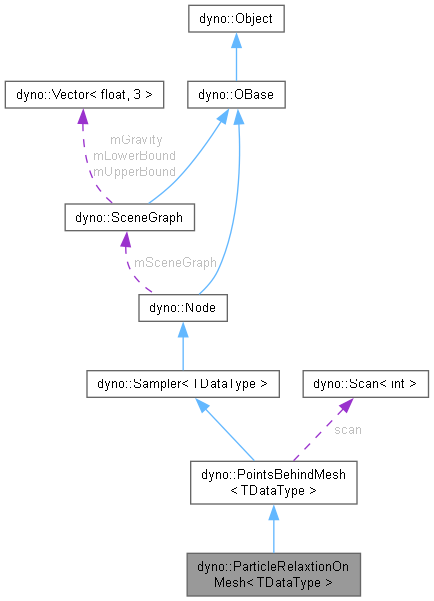 dyno::Object
dyno::Vector< float, 3 >
dyno::OBase
mGravity
mLowerBound
mUpperBound
dyno::SceneGraph
mSceneGraph
dyno::Node
dyno::Sampler< TDataType >
dyno::Scan< int >
scan
dyno::PointsBehindMesh
< TDataType >
dyno::ParticleRelaxtionOn
Mesh< TDataType >